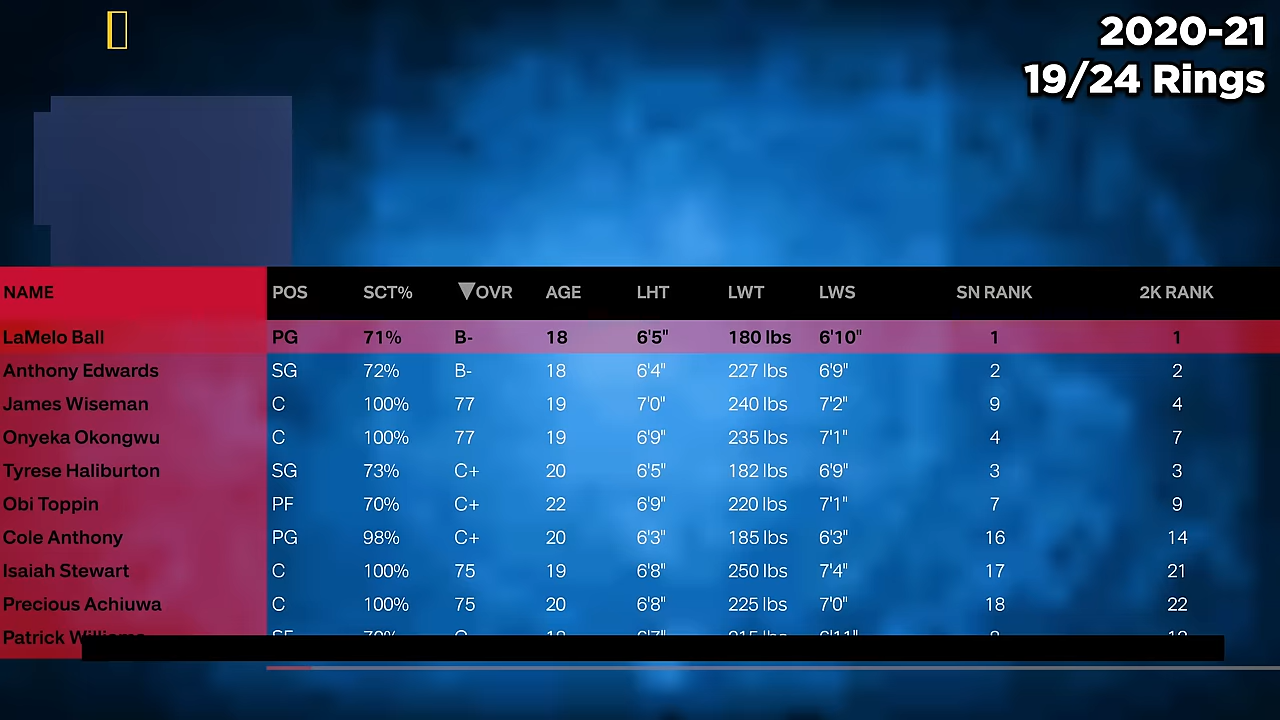 2020-21
19/24 Rings
NAME POS SCT% ▼OVR AGE LHT LWT LWS SN RANK 2K RANK
LaMelo Ball PG 71% B- 18 6'5" 180 lbs 6'10" 1 1
Anthony Edwards SG 72% B- 18 6'4" 227 lbs 6'9" 2 2
James Wiseman C 100% 77 19 7'0" 240 lbs 7'2" 9 4
Onyeka Okongwu C 100% 77 19 6'9" 235 lbs 7'1" 4 7
Tyrese Haliburton SG 73% C+ 20 6'5" 182 lbs 6'9" 3 3
Obi Toppin PF 70% C+ 22 6'9" 220 lbs 7'1" 7 9
Cole Anthony PG 98% C+ 20 6'3" 185 lbs 6'3" 16 14
Isaiah Stewart C 100% 75 19 6'8" 250 lbs 7'4" 17 21
Precious Achiuwa C 100% 75 20 6'8" 225 lbs 7'0" 18 22
Patrick Williams